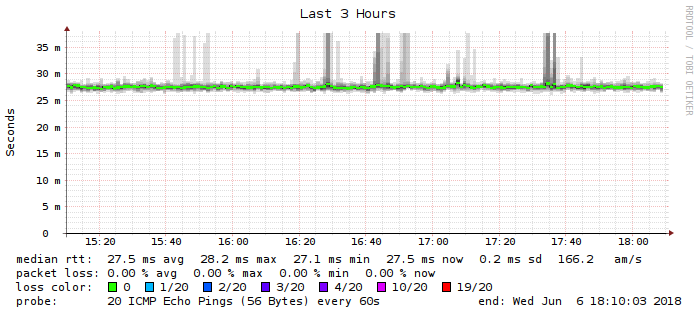 Last 3 Hours
RRDTOOL / TOBI OETIKER
Seconds
35 m
30 m
25 m
20 m
15 m
10 m
5 m
0
15:20 15:40 16:00 16:20 16:40 17:00 17:20 17:40 18:00
median rtt: 27.5 ms avg 28.2 ms max 27.1 ms min 27.5 ms now 0.2 ms sd 166.2 am/s
packet loss: 0.00 % avg 0.00 % max 0.00 % min 0.00 % now
loss color: 0 1/20 2/20 3/20 4/20 10/20 19/20
probe: 20 ICMP Echo Pings (56 Bytes) every 60s end: Wed Jun 6 18:10:03 2018